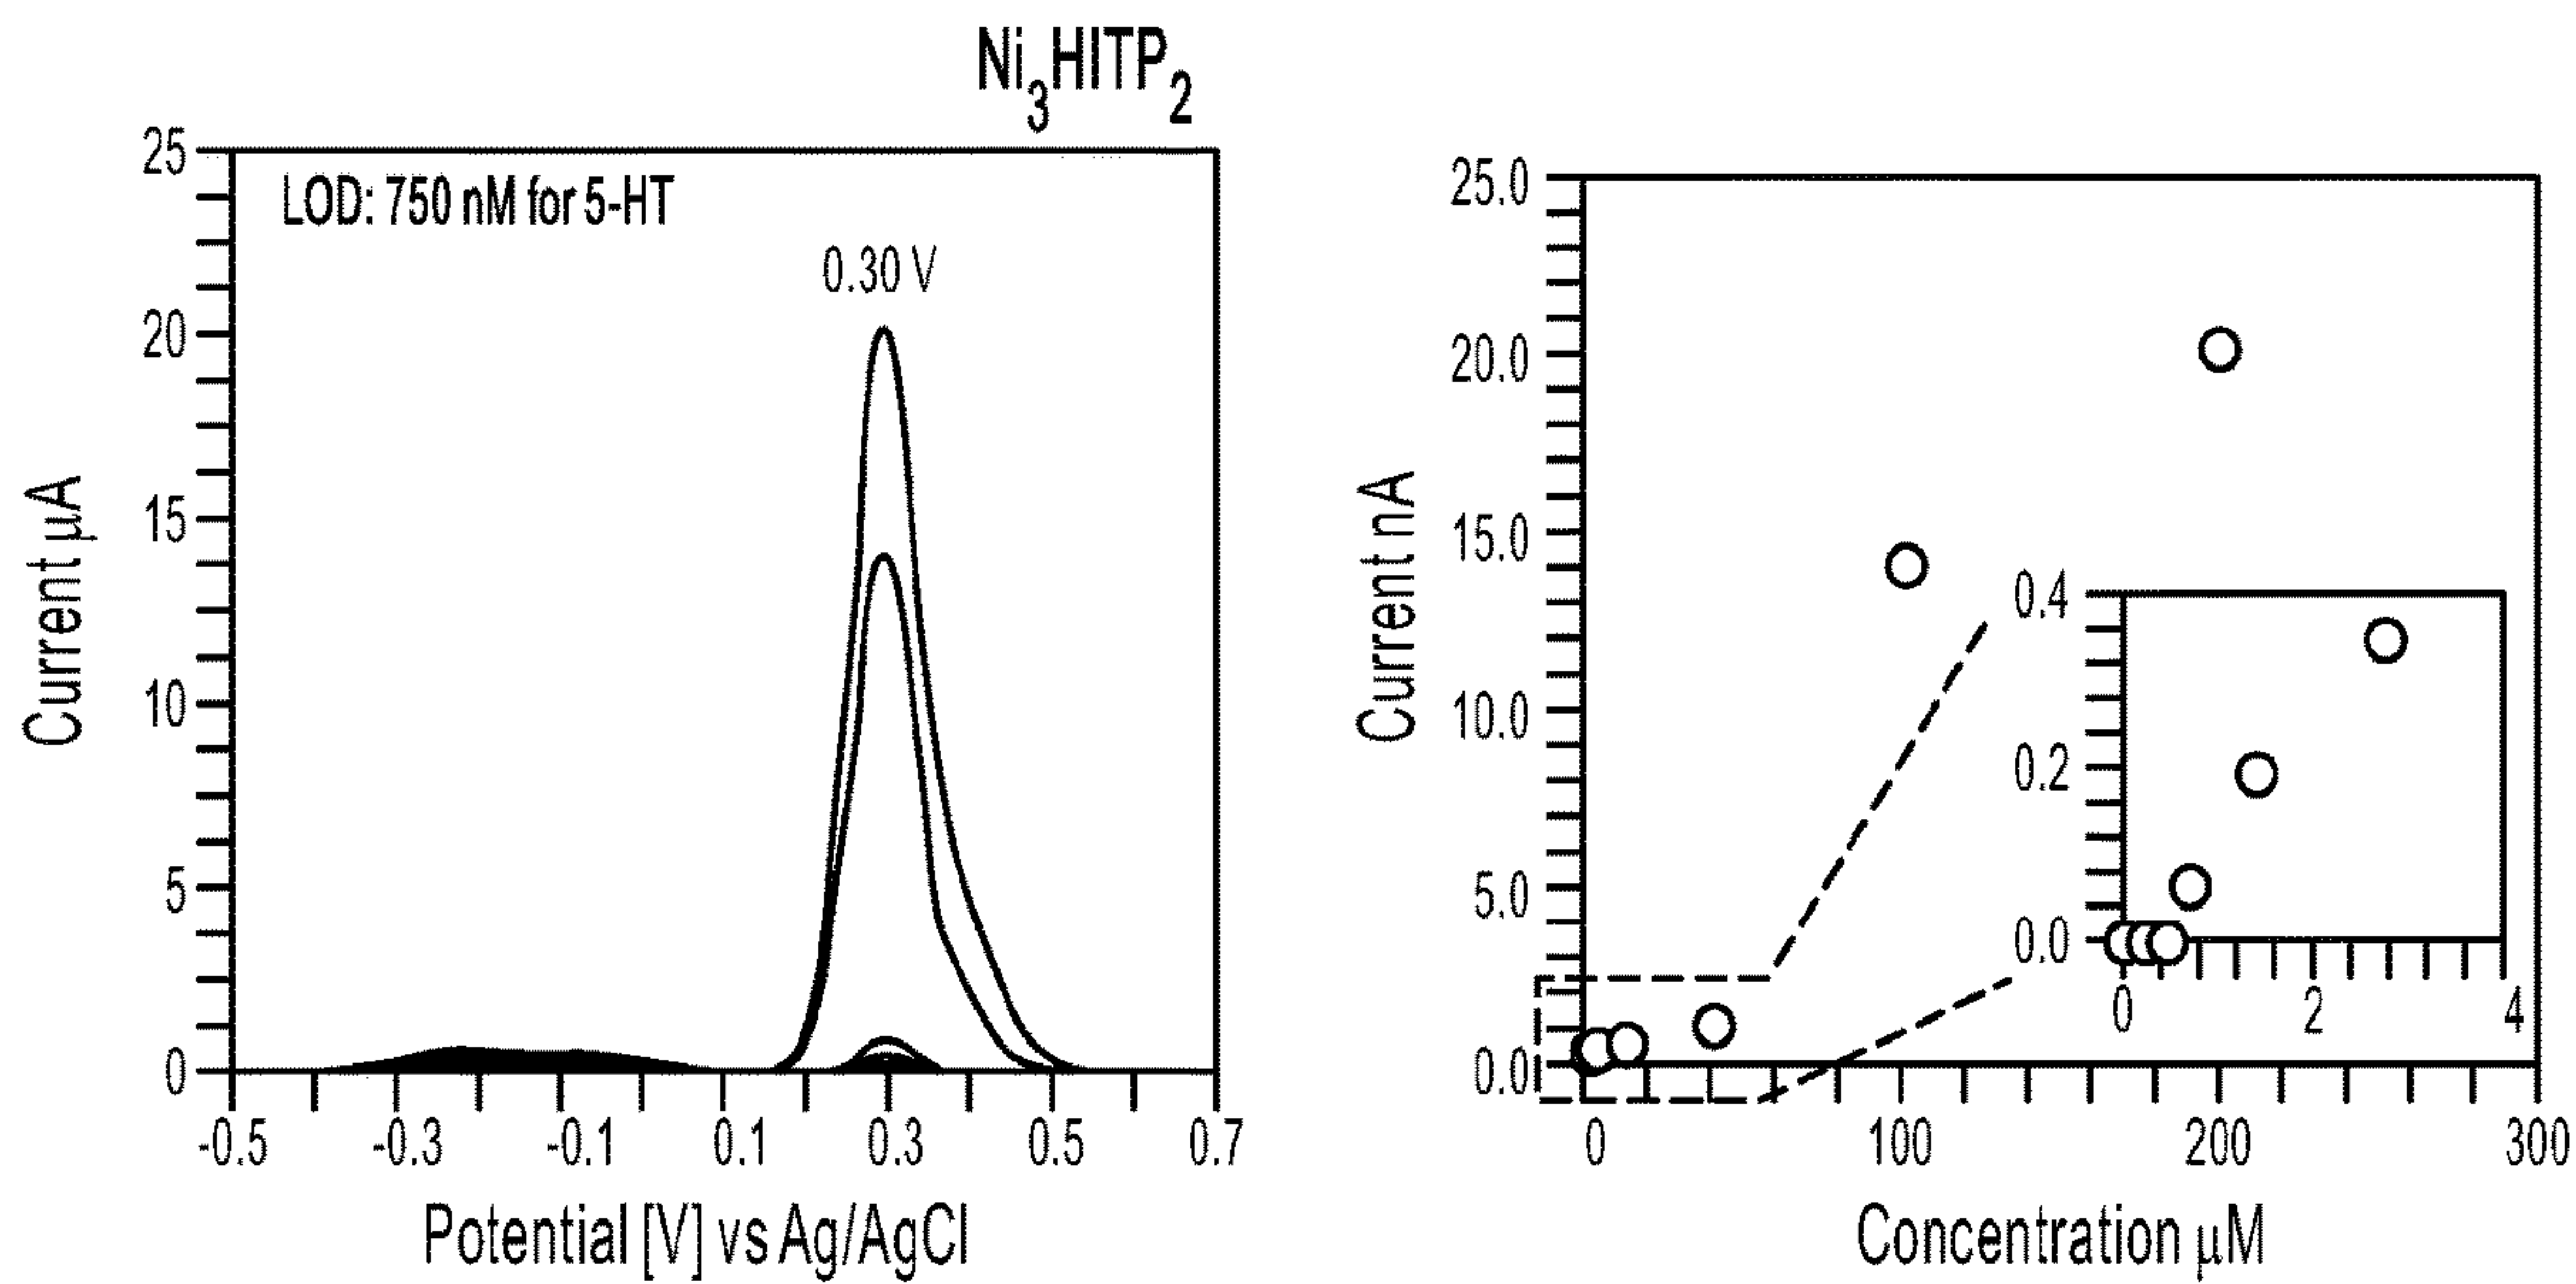 Ni3HITP2
25
LOD: 750 nM for 5-HT
0.30 V
20
15
10
5
0
Current µA
-0.5 -0.3 -0.1 0.1 0.3 0.5 0.7
Potential [V] vs Ag/AgCl
25.0
20.0
15.0
10.0
5.0
0.0
Current nA
0.4
0.2
0.0
0 2 4
0 100 200 300
Concentration µM